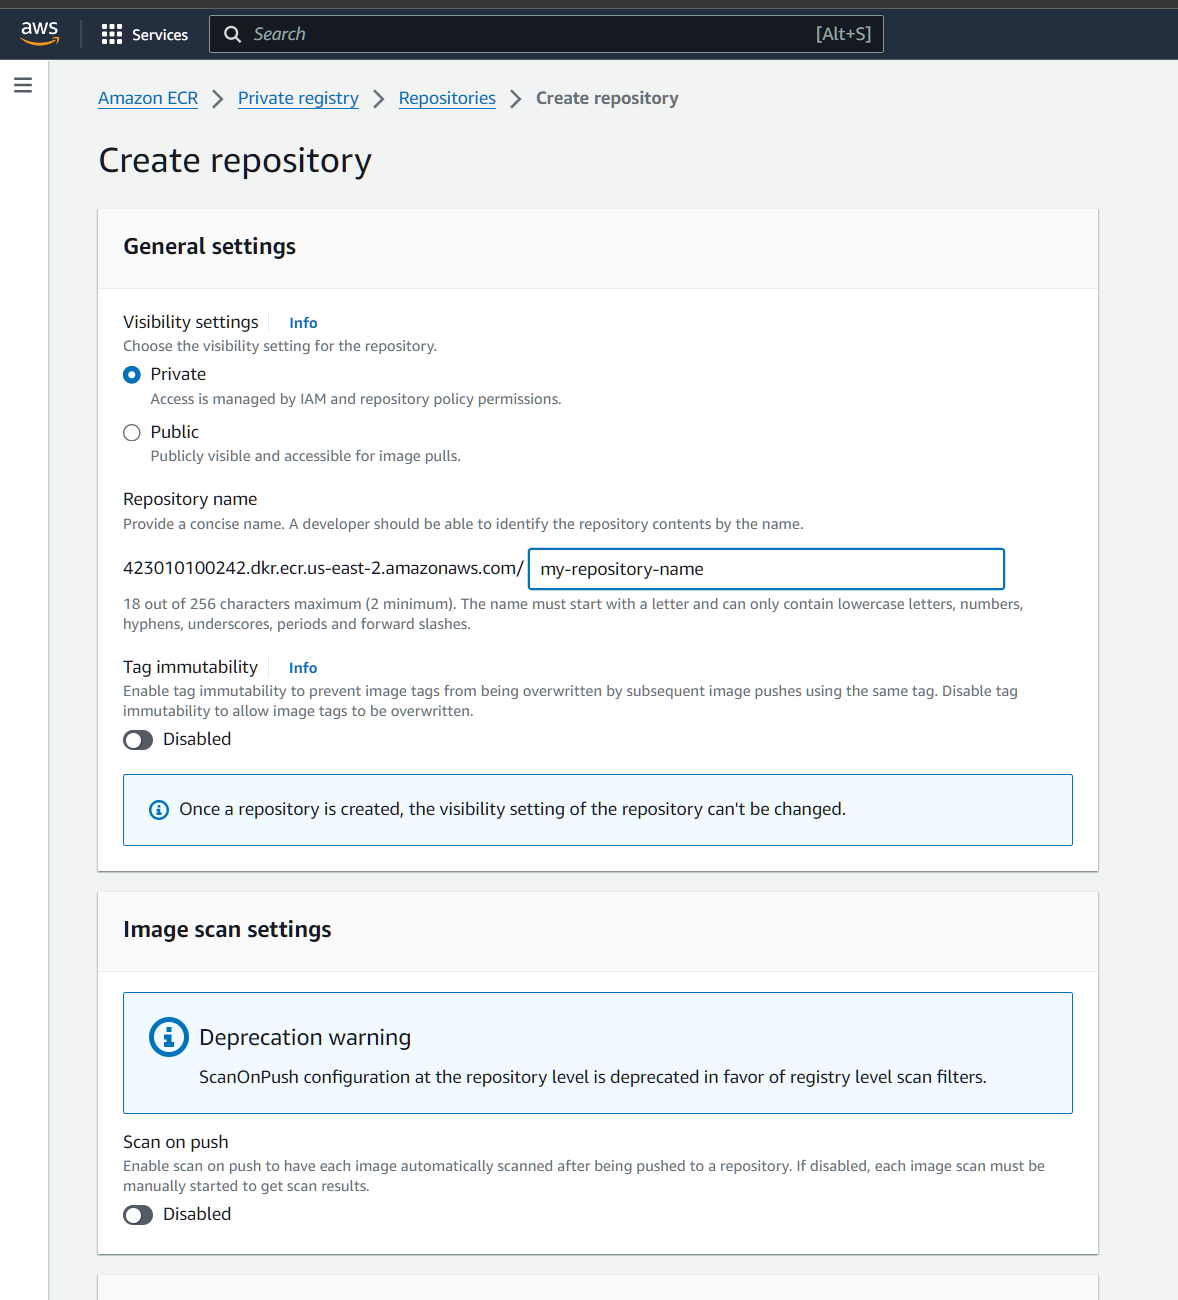 aws Services Search [Alt+S]
Amazon ECR Private registry Repositories Create repository
Create repository
General settings
Visibility settings Info
Choose the visibility setting for the repository.
Private
Access is managed by IAM and repository policy permissions.
Public
Publicly visible and accessible for image pulls.
Repository name
Provide a concise name. A developer should be able to identify the repository contents by the name.
423010100242.dkr.ecr.us-east-2.amazonaws.com/ my-repository-name
18 out of 256 characters maximum (2 minimum). The name must start with a letter and can only contain lowercase letters, numbers,
hyphens, underscores, periods and forward slashes.
Tag immutability Info
Enable tag immutability to prevent image tags from being overwritten by subsequent image pushes using the same tag. Disable tag
immutability to allow image tags to be overwritten.
Disabled
Once a repository is created, the visibility setting of the repository can't be changed.
Image scan settings
Deprecation warning
ScanOnPush configuration at the repository level is deprecated in favor of registry level scan filters.
Scan on push
Enable scan on push to have each image automatically scanned after being pushed to a repository. If disabled, each image scan must be
manually started to get scan results.
Disabled